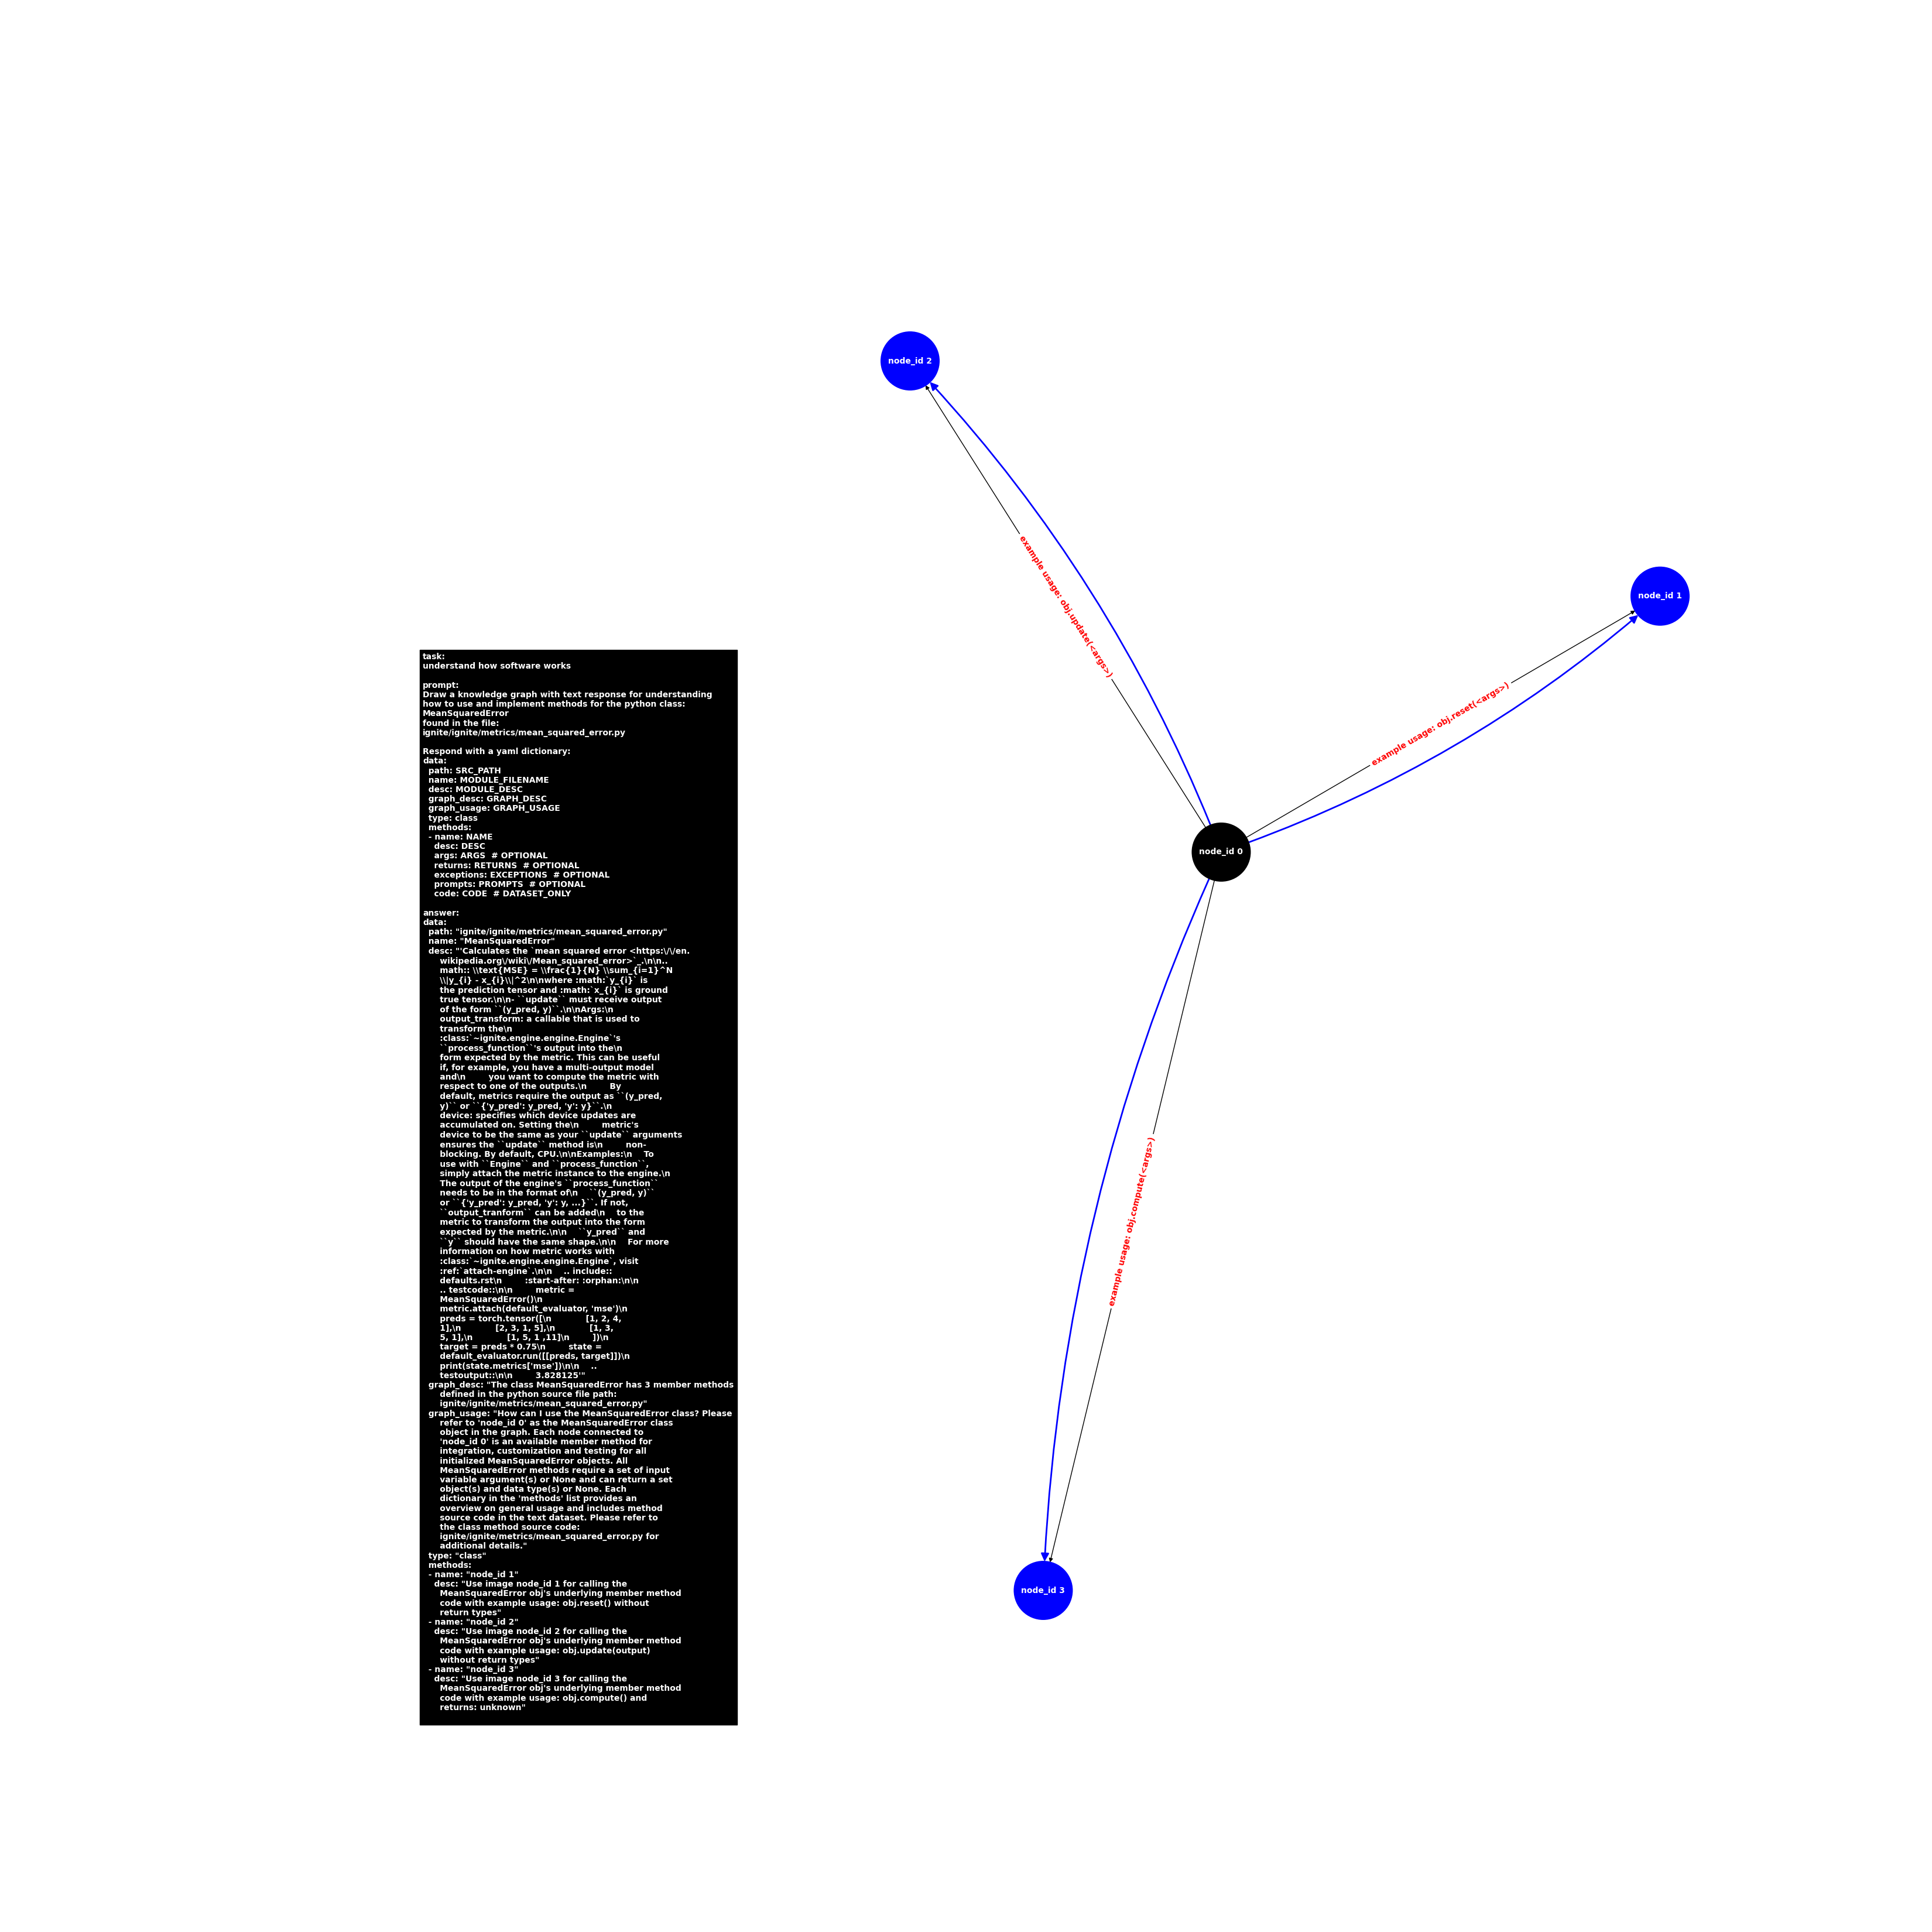 node_id 2
node_id 1
example usage: obj.update(<args>)
example usage: obj.reset(<args>)
node_id 0
example usage: obj.compute(<args>)
node_id 3
task:
understand how software works

prompt:
Draw a knowledge graph with text response for understanding
how to use and implement methods for the python class:
MeanSquaredError
found in the file:
ignite/ignite/metrics/mean_squared_error.py

Respond with a yaml dictionary:
data:
  path: SRC_PATH
  name: MODULE_FILENAME
  desc: MODULE_DESC
  graph_desc: GRAPH_DESC
  graph_usage: GRAPH_USAGE
  type: class
  methods:
  - name: NAME
    desc: DESC
    args: ARGS  # OPTIONAL
    returns: RETURNS  # OPTIONAL
    exceptions: EXCEPTIONS  # OPTIONAL
    prompts: PROMPTS  # OPTIONAL
    code: CODE  # DATASET_ONLY

answer:
data:
  path: "ignite/ignite/metrics/mean_squared_error.py"
  name: "MeanSquaredError"
  desc: "'Calculates the `mean squared error <https:\/\/en.
      wikipedia.org\/wiki\/Mean_squared_error>`_.\n\n..
      math:: \\text{MSE} = \\frac{1}{N} \\sum_{i=1}^N
      \\|y_{i} - x_{i}\\|^2\n\nwhere :math:`y_{i}` is
      the prediction tensor and :math:`x_{i}` is ground
      true tensor.\n\n- ``update`` must receive output
      of the form ``(y_pred, y)``.\n\nArgs:\n
      output_transform: a callable that is used to
      transform the\n
      :class:`~ignite.engine.engine.Engine`'s
      ``process_function``'s output into the\n
      form expected by the metric. This can be useful
      if, for example, you have a multi-output model
      and\n        you want to compute the metric with
      respect to one of the outputs.\n        By
      default, metrics require the output as ``(y_pred,
      y)`` or ``{'y_pred': y_pred, 'y': y}``.\n
      device: specifies which device updates are
      accumulated on. Setting the\n        metric's
      device to be the same as your ``update`` arguments
      ensures the ``update`` method is\n        non-
      blocking. By default, CPU.\n\nExamples:\n    To
      use with ``Engine`` and ``process_function``,
      simply attach the metric instance to the engine.\n
      The output of the engine's ``process_function``
      needs to be in the format of\n    ``(y_pred, y)``
      or ``{'y_pred': y_pred, 'y': y, ...}``. If not,
      ``output_tranform`` can be added\n    to the
      metric to transform the output into the form
      expected by the metric.\n\n    ``y_pred`` and
      ``y`` should have the same shape.\n\n    For more
      information on how metric works with
      :class:`~ignite.engine.engine.Engine`, visit
      :ref:`attach-engine`.\n\n    .. include::
      defaults.rst\n        :start-after: :orphan:\n\n
      .. testcode::\n\n        metric =
      MeanSquaredError()\n
      metric.attach(default_evaluator, 'mse')\n
      preds = torch.tensor([\n            [1, 2, 4,
      1],\n            [2, 3, 1, 5],\n            [1, 3,
      5, 1],\n            [1, 5, 1 ,11]\n        ])\n
      target = preds * 0.75\n        state =
      default_evaluator.run([[preds, target]])\n
      print(state.metrics['mse'])\n\n    ..
      testoutput::\n\n        3.828125'"
  graph_desc: "The class MeanSquaredError has 3 member methods
      defined in the python source file path:
      ignite/ignite/metrics/mean_squared_error.py"
  graph_usage: "How can I use the MeanSquaredError class? Please
      refer to 'node_id 0' as the MeanSquaredError class
      object in the graph. Each node connected to
      'node_id 0' is an available member method for
      integration, customization and testing for all
      initialized MeanSquaredError objects. All
      MeanSquaredError methods require a set of input
      variable argument(s) or None and can return a set
      object(s) and data type(s) or None. Each
      dictionary in the 'methods' list provides an
      overview on general usage and includes method
      source code in the text dataset. Please refer to
      the class method source code:
      ignite/ignite/metrics/mean_squared_error.py for
      additional details."
  type: "class"
  methods:
  - name: "node_id 1"
    desc: "Use image node_id 1 for calling the
      MeanSquaredError obj's underlying member method
      code with example usage: obj.reset() without
      return types"
  - name: "node_id 2"
    desc: "Use image node_id 2 for calling the
      MeanSquaredError obj's underlying member method
      code with example usage: obj.update(output)
      without return types"
  - name: "node_id 3"
    desc: "Use image node_id 3 for calling the
      MeanSquaredError obj's underlying member method
      code with example usage: obj.compute() and
      returns: unknown"